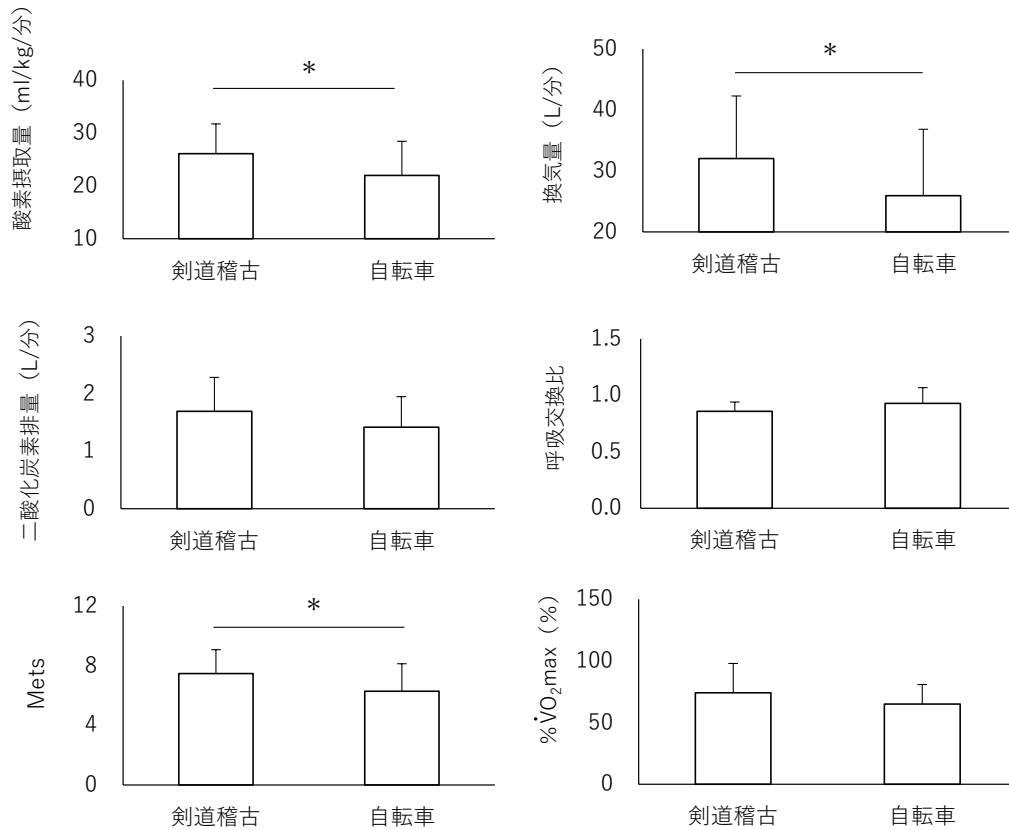 酸素摂取量（ml/kg/分）
40
30
20
10
*
剣道稽古
自転車
換気量（L/分）
50
40
30
20
*
剣道稽古
自転車
二酸化炭素排量（L/分）
3
2
1
0
剣道稽古
自転車
呼吸交換比
1.5
1.0
0.5
0.0
剣道稽古
自転車
Mets
12
8
4
0
*
剣道稽古
自転車
%V̇O₂max（%）
150
100
50
0
剣道稽古
自転車